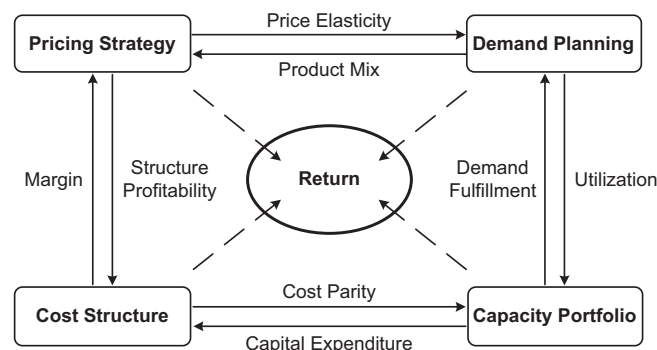 Price Elasticity
Pricing Strategy
Demand Planning
Product Mix
Margin
Structure
Profitability
Return
Demand
Fulfillment
Utilization
Cost Parity
Cost Structure
Capacity Portfolio
Capital Expenditure